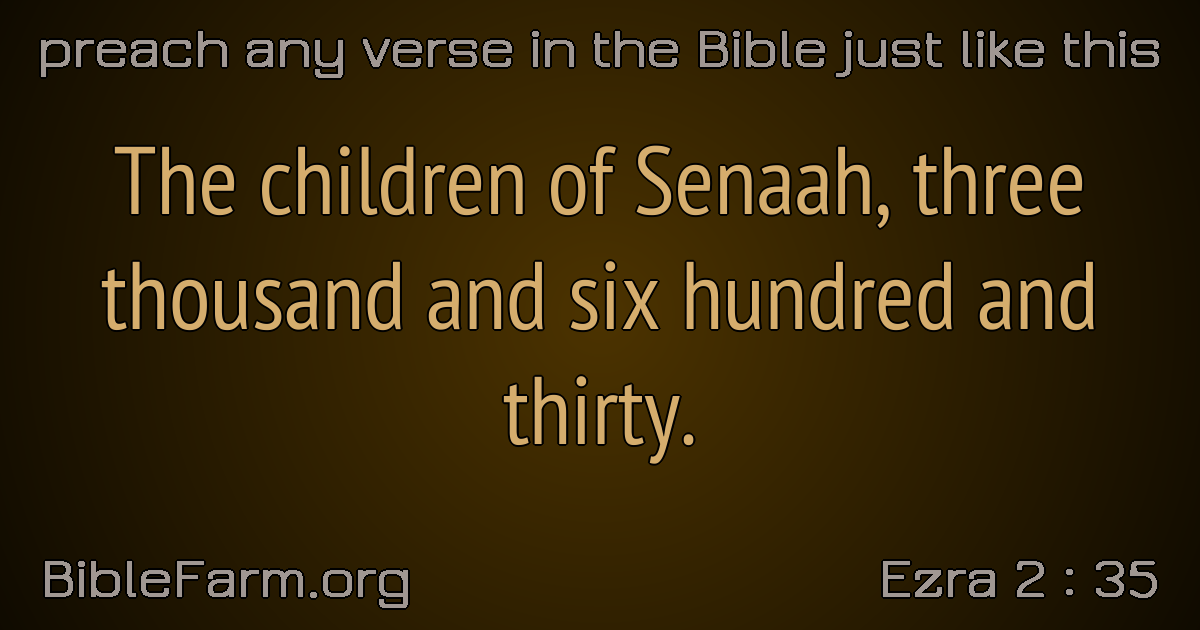 preach any verse in the Bible just like this
The children of Senaah, three
thousand and six hundred and
thirty.
BibleFarm.org
Ezra 2 : 35